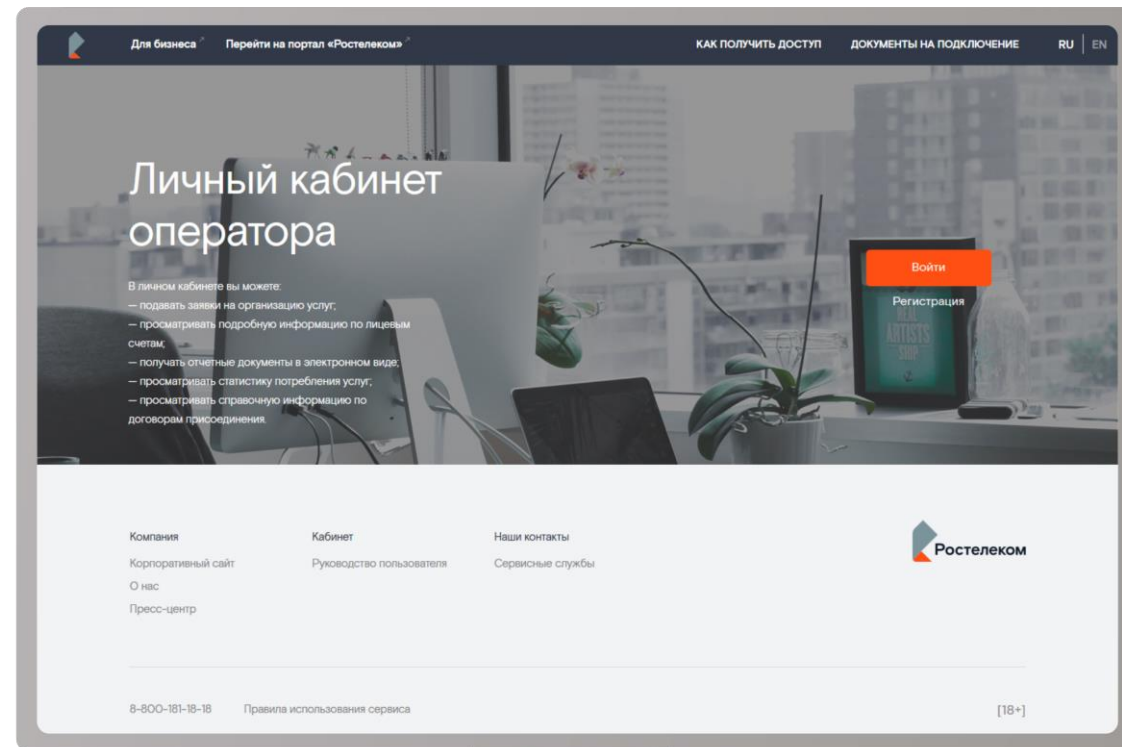 Для бизнеса Перейти на портал «Ростелеком» КАК ПОЛУЧИТЬ ДОСТУП ДОКУМЕНТЫ НА ПОДКЛЮЧЕНИЕ RU | EN
Личный кабинет
оператора
В личном кабинете вы можете:
— подавать заявки на организацию услуг;
— просматривать подробную информацию по лицевым
счетам;
— получать отчетные документы в электронном виде;
— просматривать статистику потребления услуг;
— просматривать справочную информацию по
договорам присоединения.
Войти
Регистрация
REAL
ARTISTS
SHIP
Компания Кабинет Наши контакты
Корпоративный сайт Руководство пользователя Сервисные службы
О нас
Пресс-центр
Ростелеком
8-800-181-18-18 Правила использования сервиса [18+]